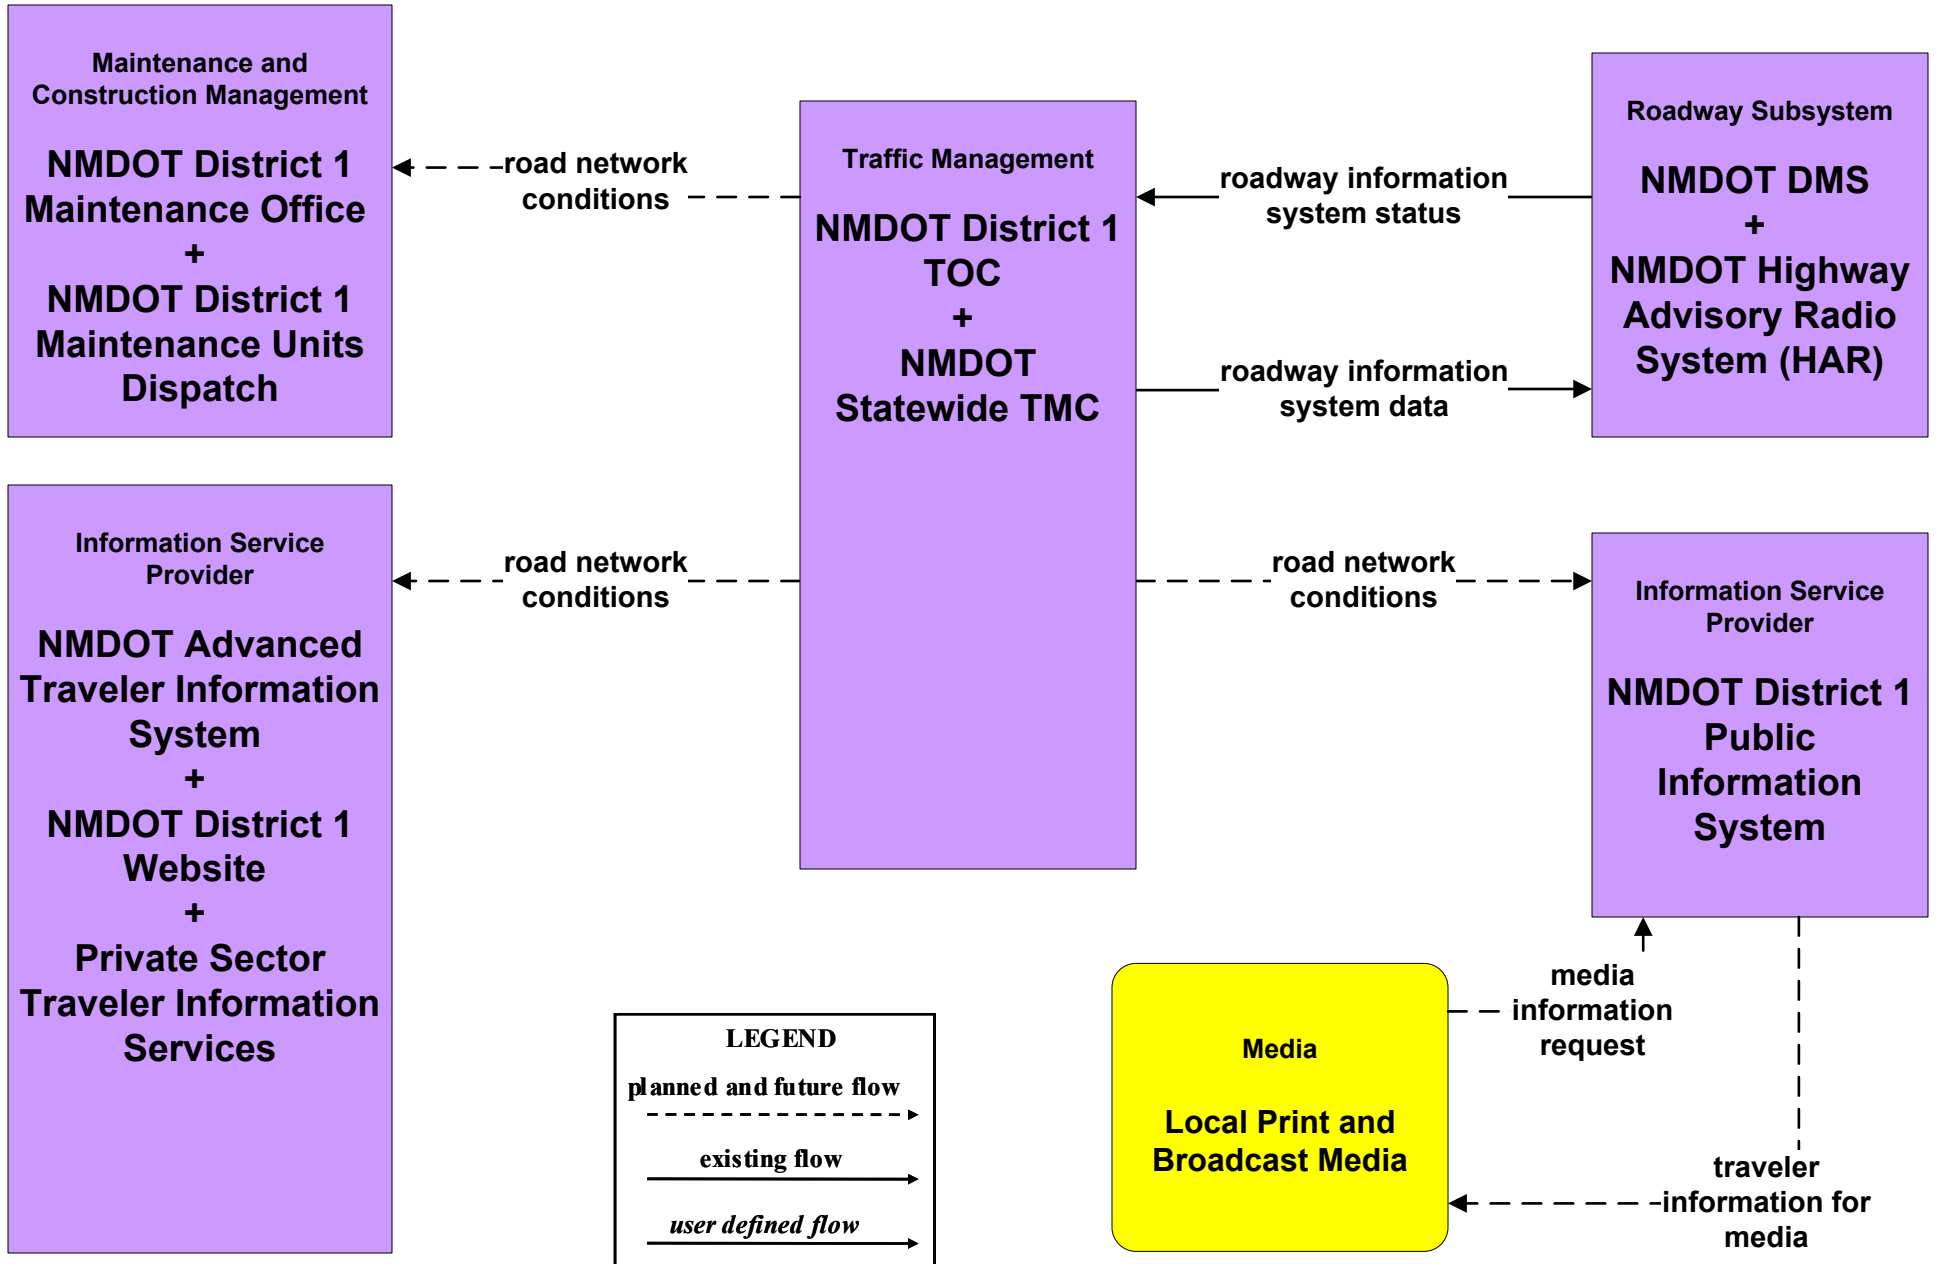 Maintenance and
Construction Management
NMDOT District 1
Maintenance Office
+
NMDOT District 1
Maintenance Units
Dispatch
road network
conditions
Traffic Management
NMDOT District 1
TOC
+
NMDOT
Statewide TMC
roadway information
system status
roadway information
system data
Roadway Subsystem
NMDOT DMS
+
NMDOT Highway
Advisory Radio
System (HAR)
Information Service
Provider
NMDOT Advanced
Traveler Information
System
+
NMDOT District 1
Website
+
Private Sector
Traveler Information
Services
road network
conditions
road network
conditions
Information Service
Provider
NMDOT District 1
Public
Information
System
media
information
request
Media
Local Print and
Broadcast Media
traveler
information for
media
LEGEND
planned and future flow
existing flow
user defined flow